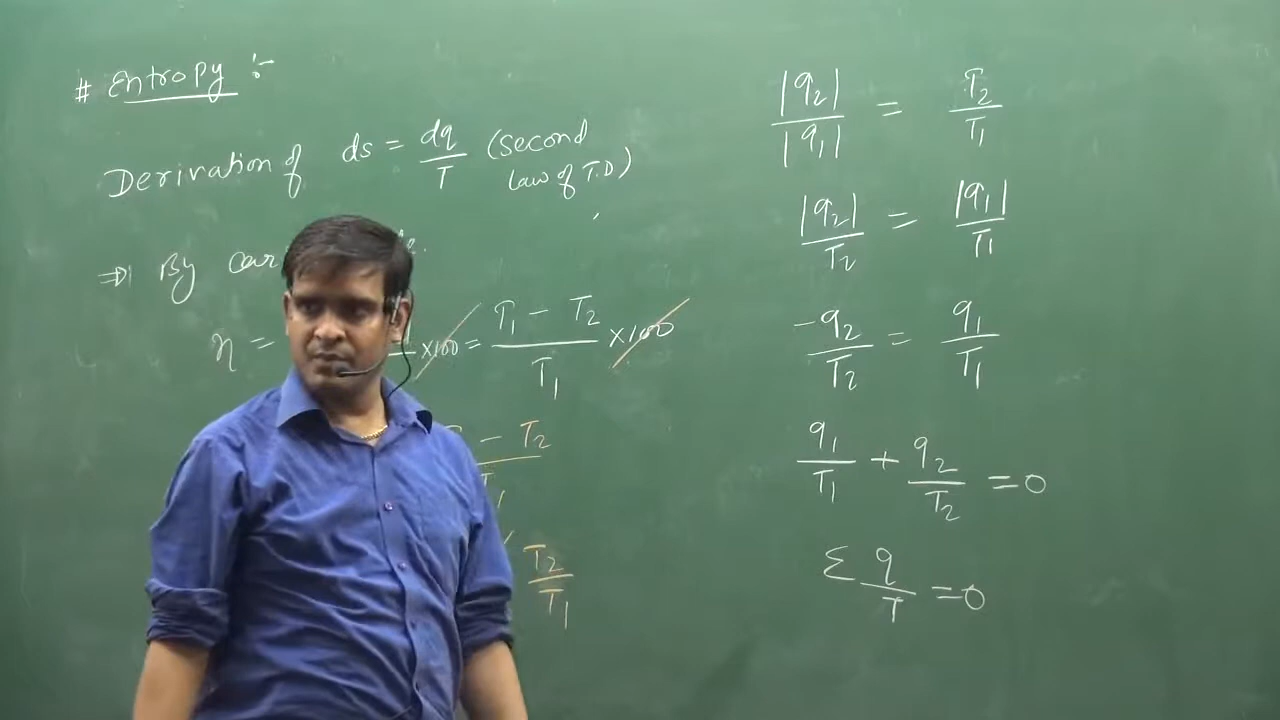 # Entropy :-
Derivation of ds = dq/T (second
law of T.D)
⇒ By
η = ×100 = T₁ - T₂/T₁ ×100
- T₂
T₂/T₁
|q₂|/|q₁| = T₂/T₁
|q₂|/T₂ = |q₁|/T₁
-q₂/T₂ = q₁/T₁
q₁/T₁ + q₂/T₂ = 0
Σ q/T = 0